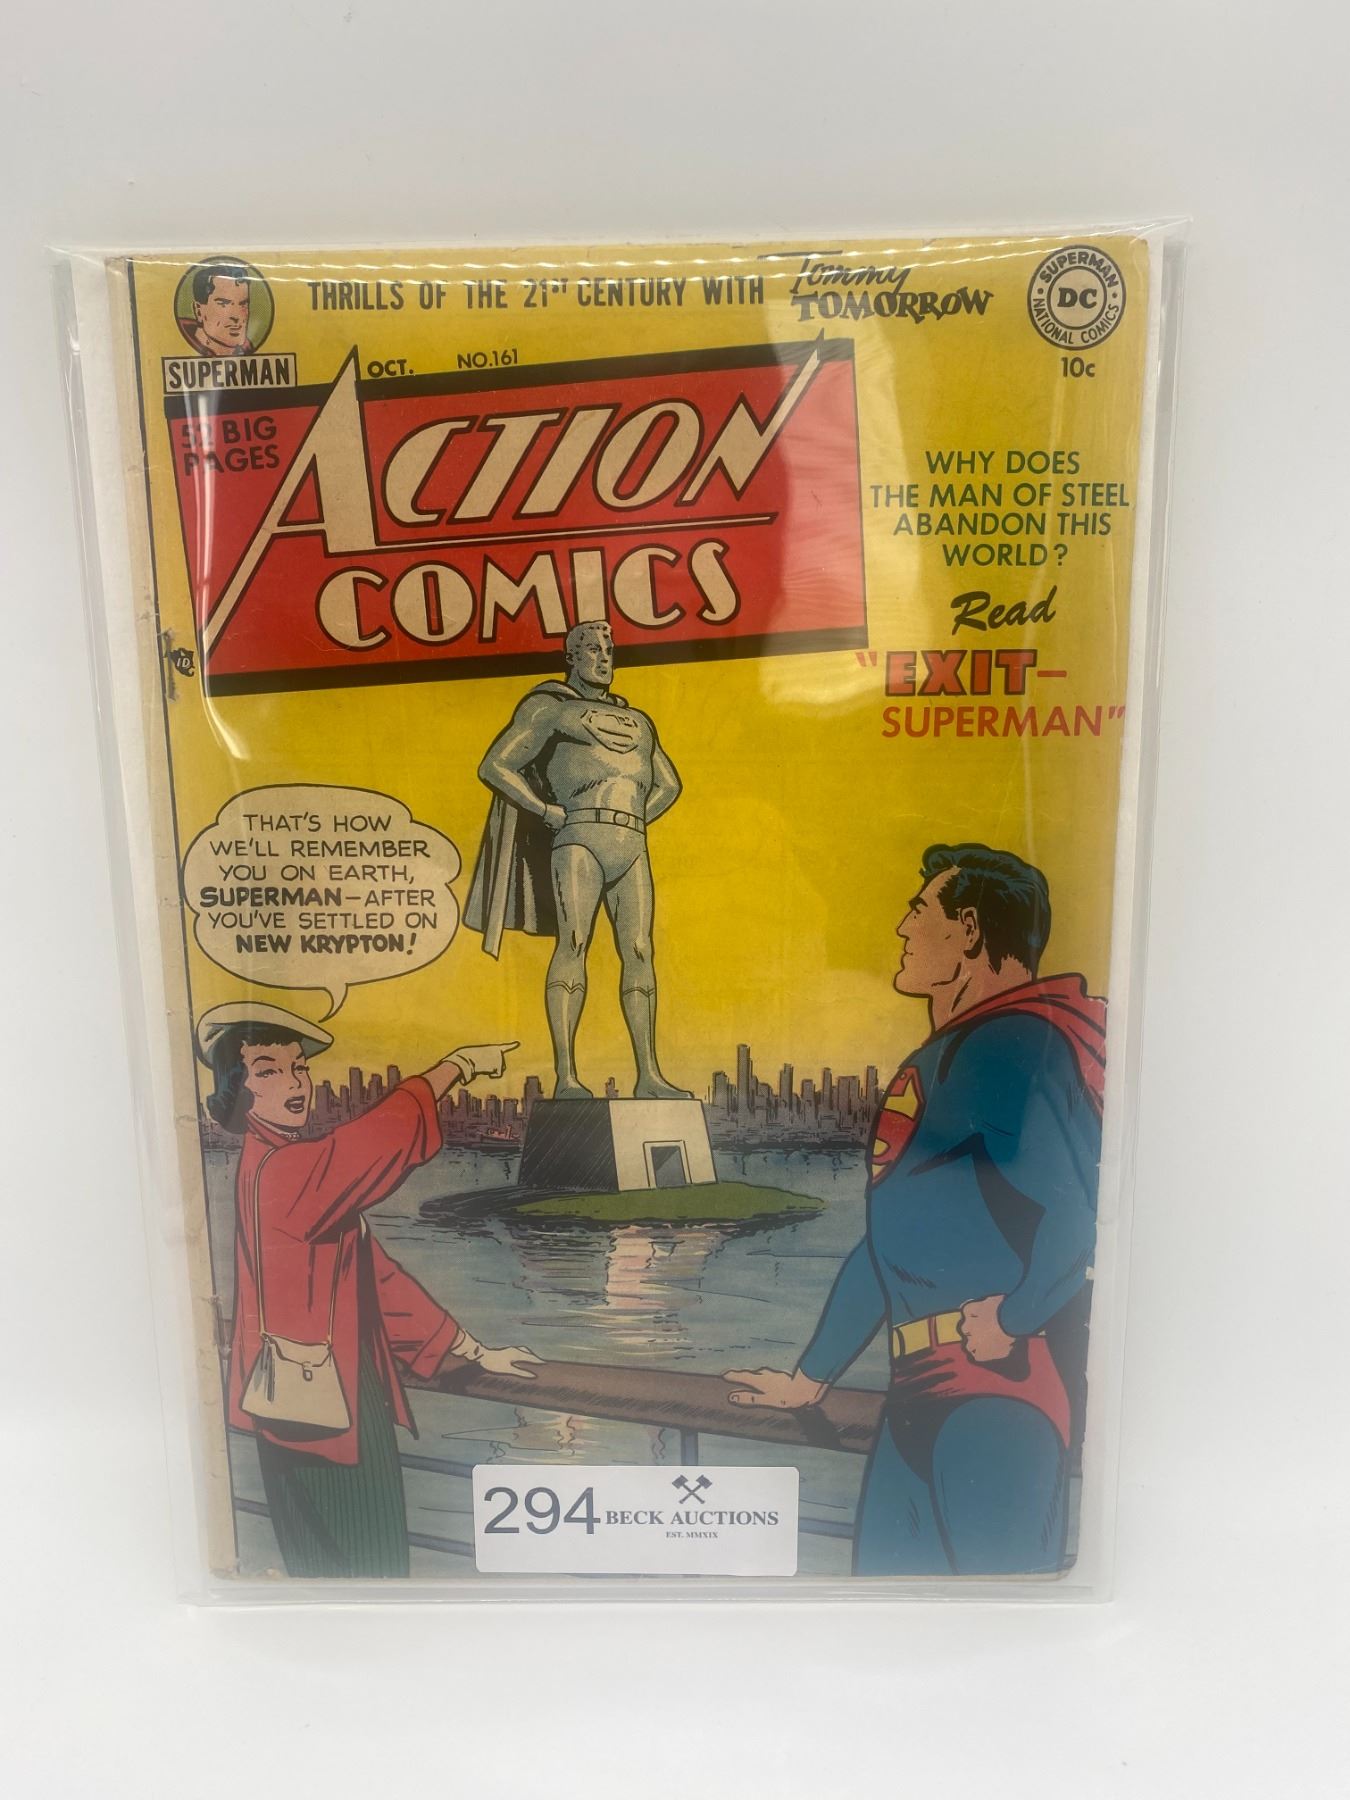 THRILLS OF THE 21ST CENTURY WITH Tommy TOMORROW
SUPERMAN
DC
NATIONAL COMICS
10c
SUPERMAN
OCT. NO.161
52 BIG
PAGES
ACTION
COMICS
WHY DOES
THE MAN OF STEEL
ABANDON THIS
WORLD?
Read
"EXIT—
SUPERMAN"
THAT'S HOW
WE'LL REMEMBER
YOU ON EARTH,
SUPERMAN—AFTER
YOU'VE SETTLED ON
NEW KRYPTON!
294 BECK AUCTIONS
EST. MMXIX